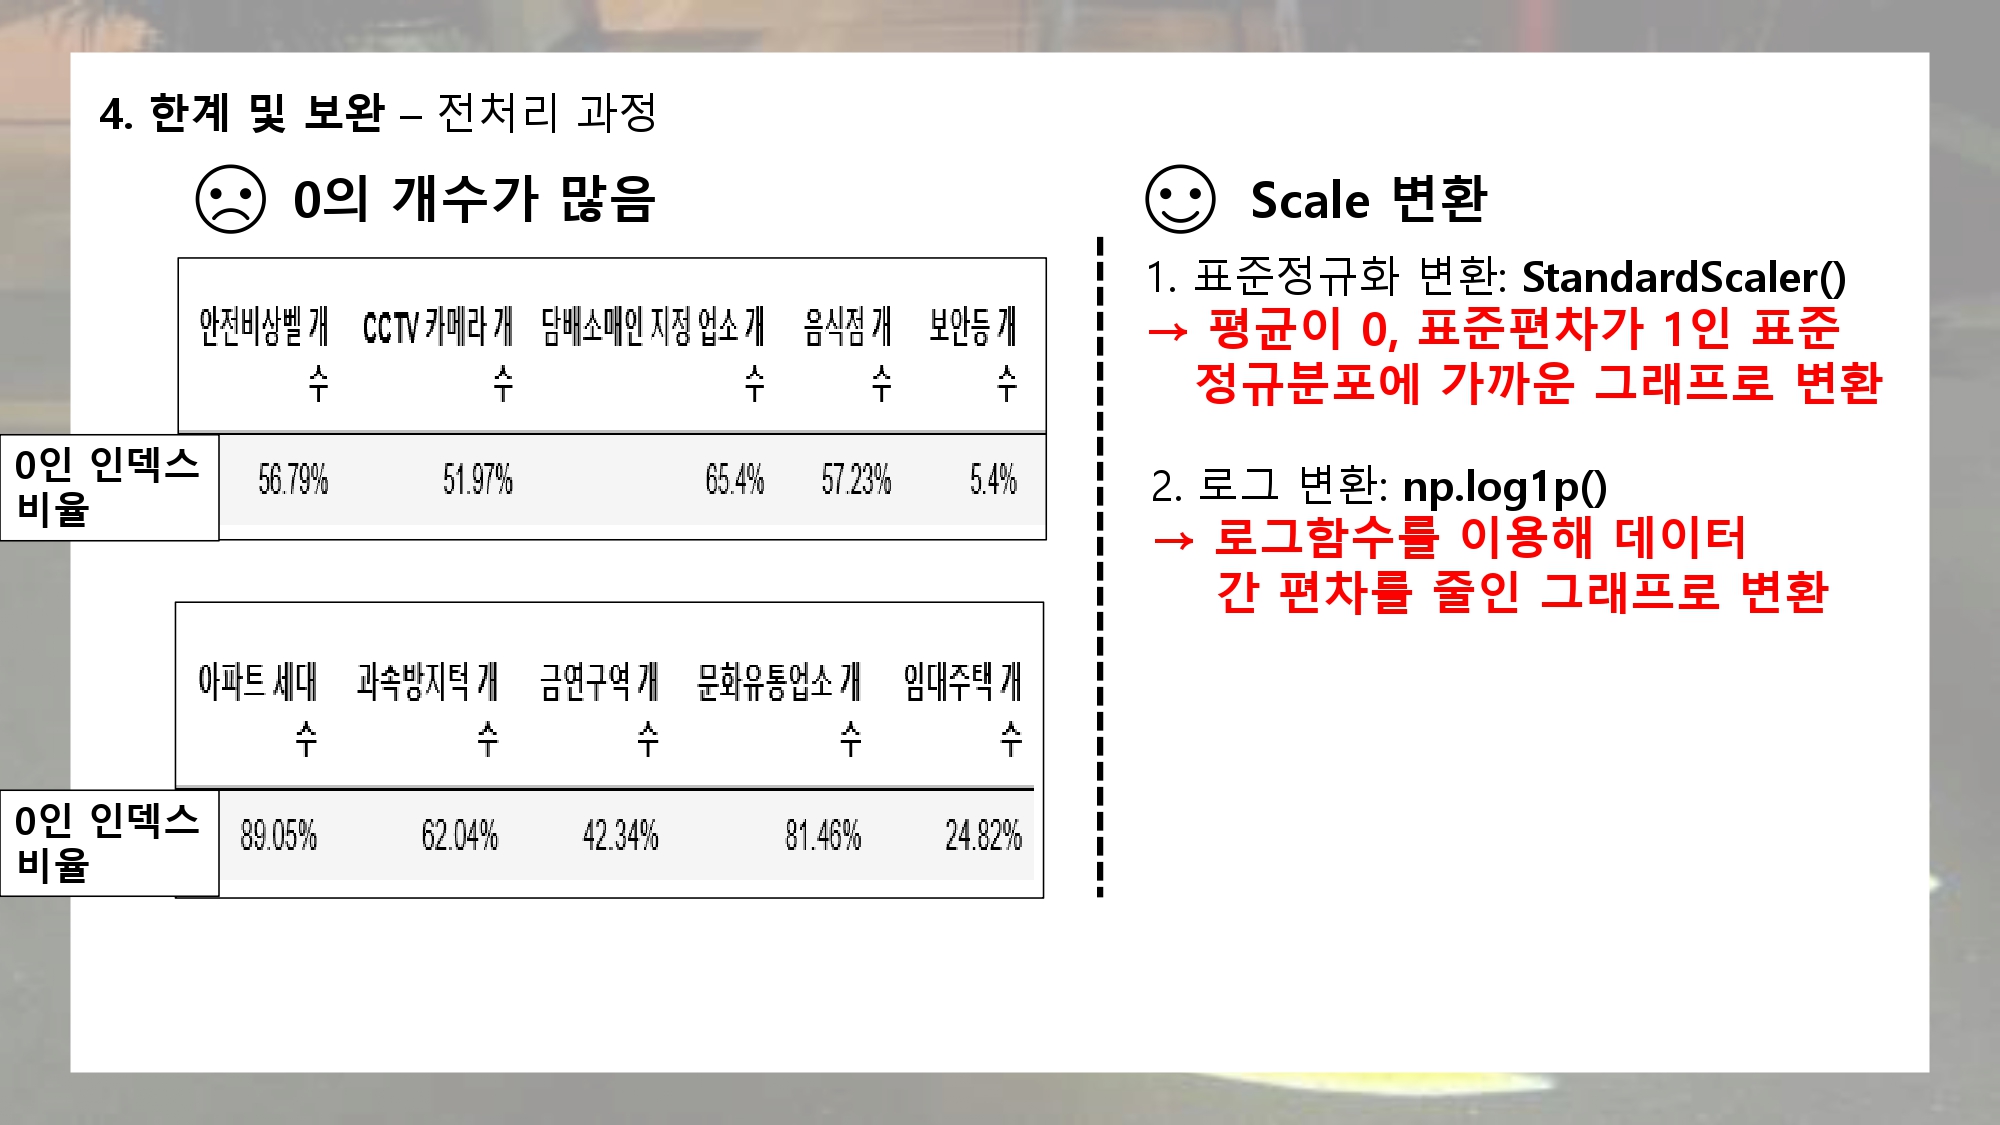 4. 한계 및 보완 – 전처리 과정
0의 개수가 많음
안전비상벨 개수 CCTV 카메라 개수 담배소매인 지정 업소 개수 음식점 개수 보안등 개수
0인 인덱스
비율
56.79% 51.97% 65.4% 57.23% 5.4%
아파트 세대수 과속방지턱 개수 금연구역 개수 문화유통업소 개수 임대주택 개수
0인 인덱스
비율
89.05% 62.04% 42.34% 81.46% 24.82%
Scale 변환
1. 표준정규화 변환: StandardScaler()
→ 평균이 0, 표준편차가 1인 표준
정규분포에 가까운 그래프로 변환
2. 로그 변환: np.log1p()
→ 로그함수를 이용해 데이터
간 편차를 줄인 그래프로 변환